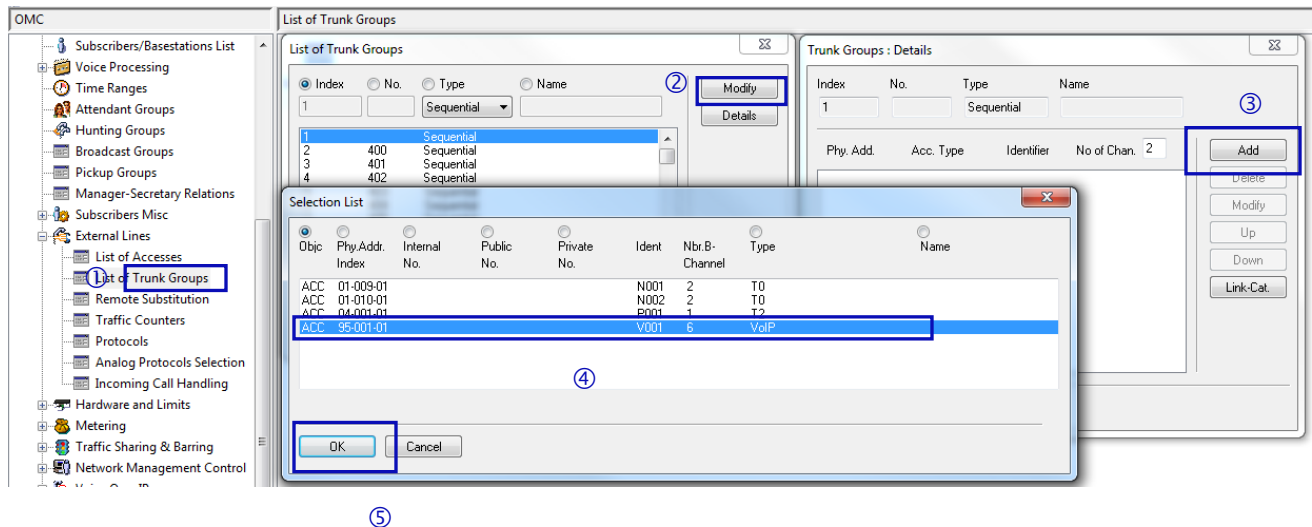 OMC
List of Trunk Groups
Subscribers/Basestations List
Voice Processing
Time Ranges
Attendant Groups
Hunting Groups
Broadcast Groups
Pickup Groups
Manager-Secretary Relations
Subscribers Misc
External Lines
List of Accesses
① List of Trunk Groups
Remote Substitution
Traffic Counters
Protocols
Analog Protocols Selection
Incoming Call Handling
Hardware and Limits
Metering
Traffic Sharing & Barring
Network Management Control
List of Trunk Groups
Index No. Type Name
1 Sequential
② Modify
Details
1 Sequential
2 400 Sequential
3 401 Sequential
4 402 Sequential
Trunk Groups : Details
Index No. Type Name
1 Sequential
③
Phy. Add. Acc. Type Identifier No of Chan. 2
Add
Delete
Modify
Up
Down
Link-Cat.
Selection List
Objc Phy.Addr. Internal Public Private Ident Nbr.B- Type Name
Index No. No. No. Channel
ACC 01-009-01 N001 2 T0
ACC 01-010-01 N002 2 T0
ACC 04-001-01 P001 1 T2
ACC 95-001-01 V001 6 VoIP
④
OK Cancel
⑤